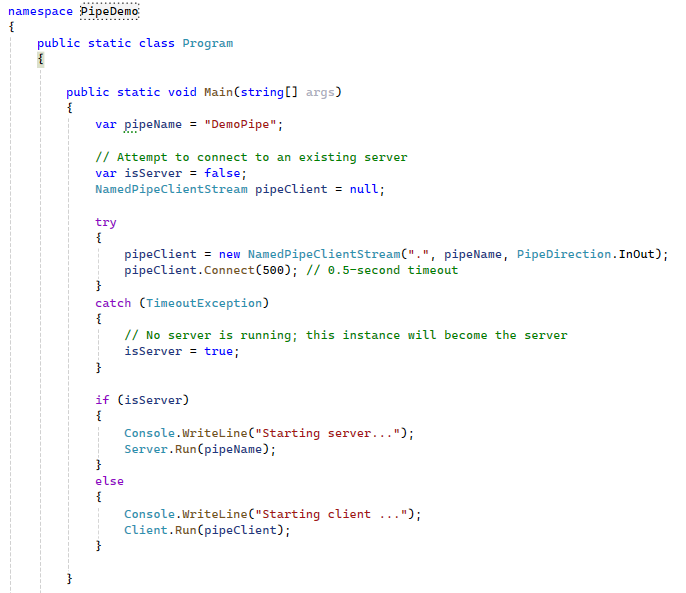 namespace PipeDemo
{
    public static class Program
    {

        public static void Main(string[] args)
        {
            var pipeName = "DemoPipe";

            // Attempt to connect to an existing server
            var isServer = false;
            NamedPipeClientStream pipeClient = null;

            try
            {
                pipeClient = new NamedPipeClientStream(".", pipeName, PipeDirection.InOut);
                pipeClient.Connect(500); // 0.5-second timeout
            }
            catch (TimeoutException)
            {
                // No server is running; this instance will become the server
                isServer = true;
            }

            if (isServer)
            {
                Console.WriteLine("Starting server...");
                Server.Run(pipeName);
            }
            else
            {
                Console.WriteLine("Starting client ...");
                Client.Run(pipeClient);
            }

        }